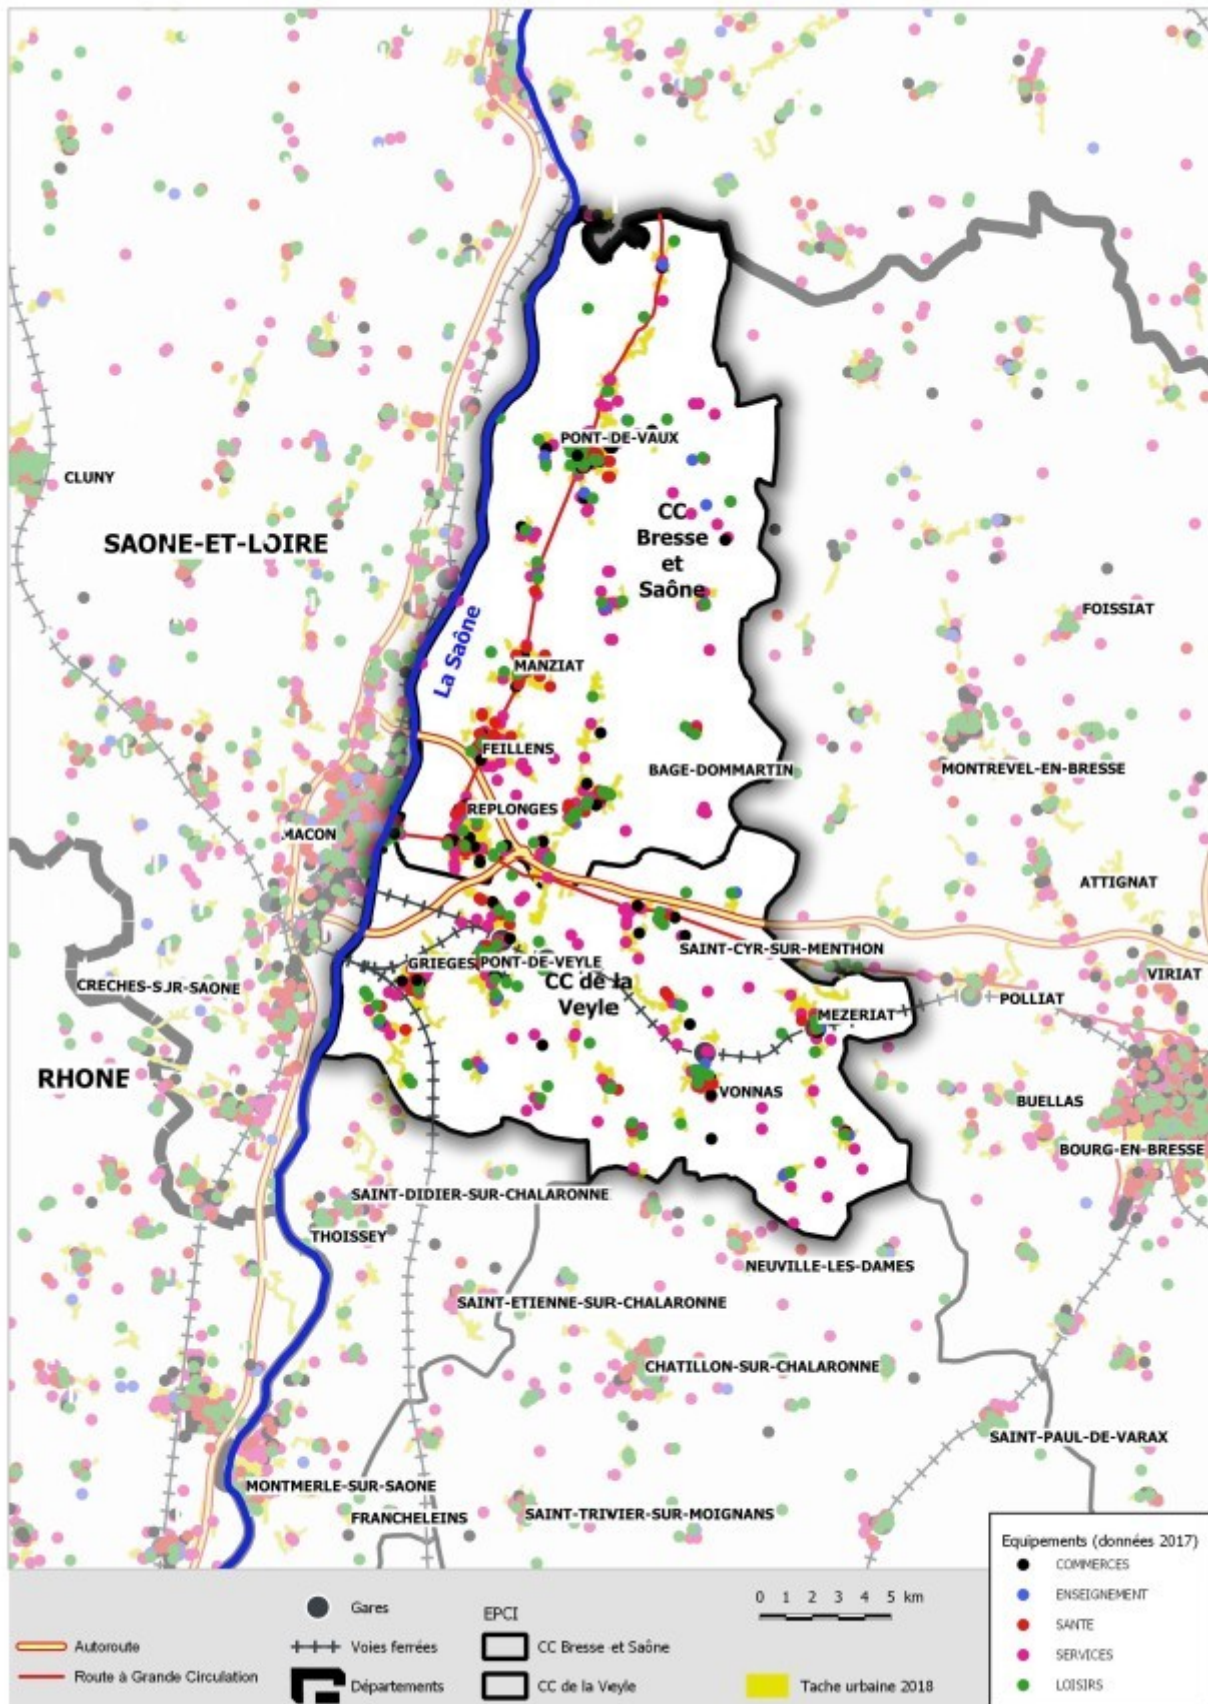 PONT-DE-VAUX
CLUNY
CC
Bresse
et
Saône
SAONE-ET-LOIRE
FOISSIAT
La Saône
MANZIAT
FEILLENS
BAGE-DOMMARTIN
MONTREVEL-EN-BRESSE
REPLONGES
MACON
ATTIGNAT
SAINT-CYR-SUR-MENTHON
GRIEGES
PONT-DE-VEYLE
VIRIAT
CC de la
Veyle
CRECHES-SUR-SAONE
POLLIAT
MEZERIAT
RHONE
VONNAS
BUELLAS
BOURG-EN-BRESSE
SAINT-DIDIER-SUR-CHALARONNE
THOISSEY
NEUVILLE-LES-DAMES
SAINT-ETIENNE-SUR-CHALARONNE
CHATILLON-SUR-CHALARONNE
SAINT-PAUL-DE-VARAX
MONTMERLE-SUR-SAONE
FRANCHELEINS
SAINT-TRIVIER-SUR-MOIGNANS
Equipements (données 2017)
COMMERCES
ENSEIGNEMENT
SANTE
SERVICES
LOISIRS
Autoroute
Route à Grande Circulation
Gares
Voies ferrées
Départements
EPCI
CC Bresse et Saône
CC de la Veyle
0 1 2 3 4 5 km
Tache urbaine 2018